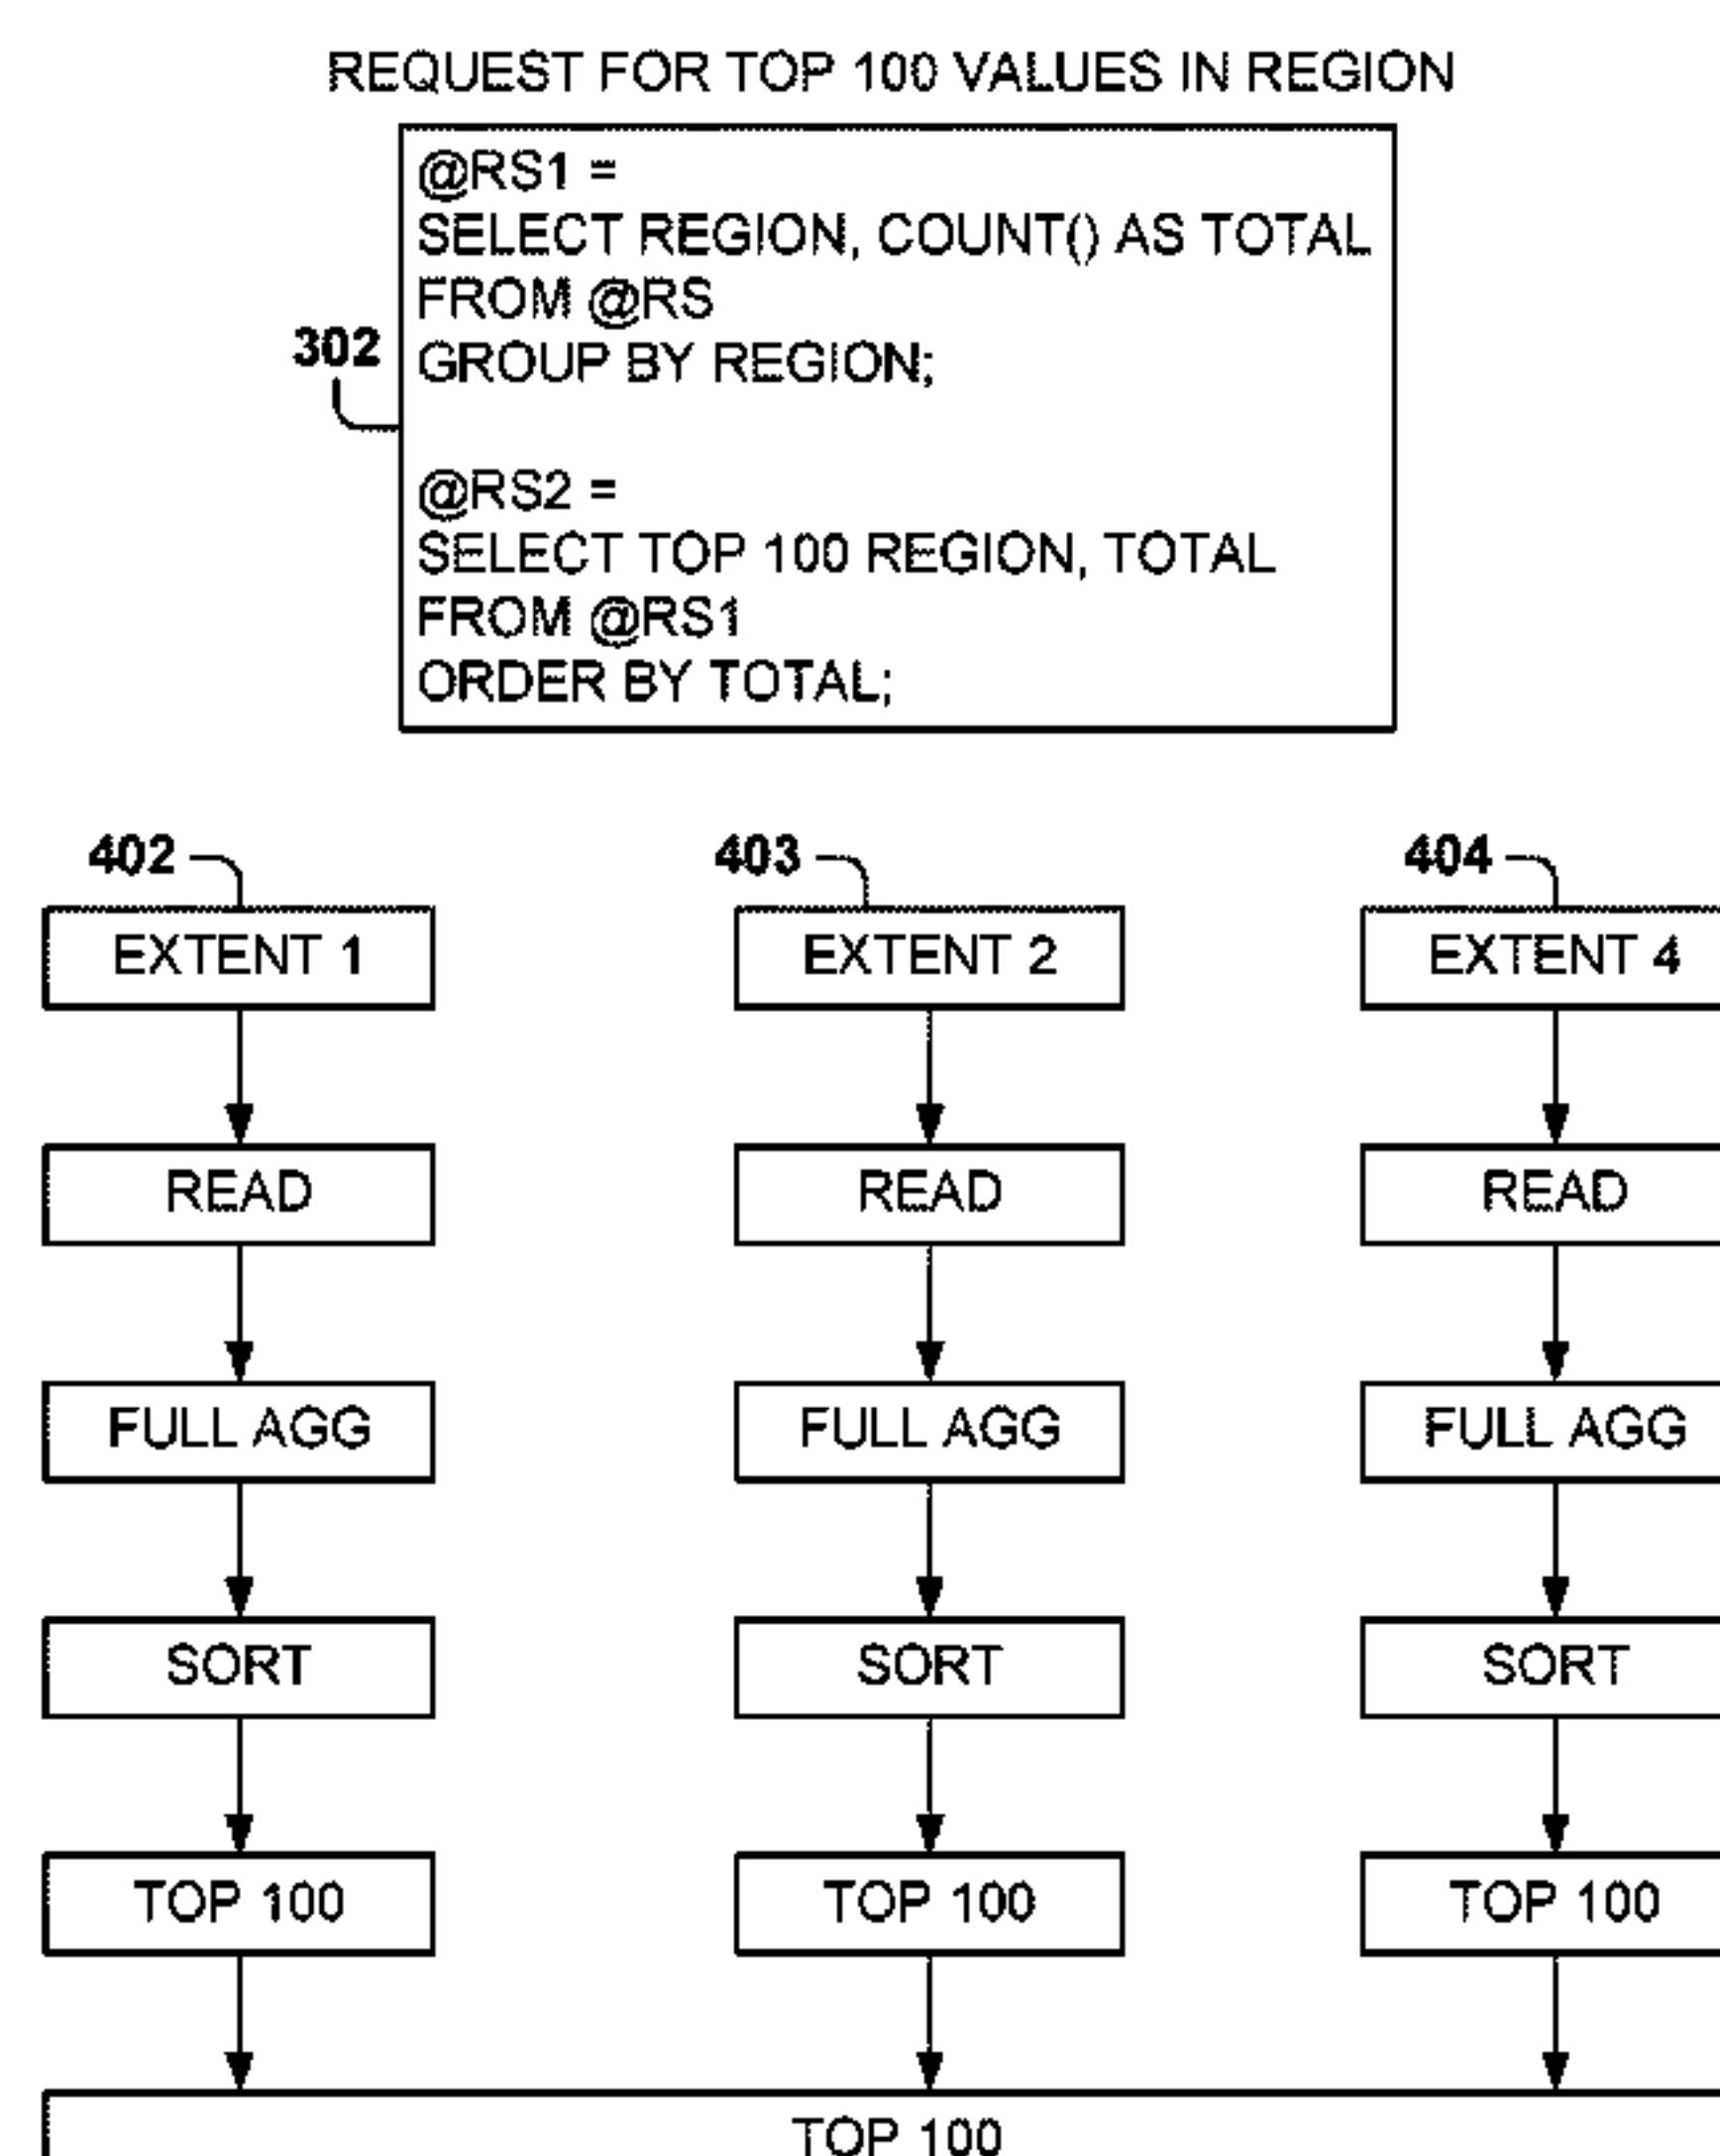 REQUEST FOR TOP 100 VALUES IN REGION
@RS1 =
SELECT REGION, COUNT() AS TOTAL
FROM @RS
GROUP BY REGION;
302
@RS2 =
SELECT TOP 100 REGION, TOTAL
FROM @RS1
ORDER BY TOTAL;
402 403 404
EXTENT 1 EXTENT 2 EXTENT 4
READ READ READ
FULL AGG FULL AGG FULL AGG
SORT SORT SORT
TOP 100 TOP 100 TOP 100
TOP 100